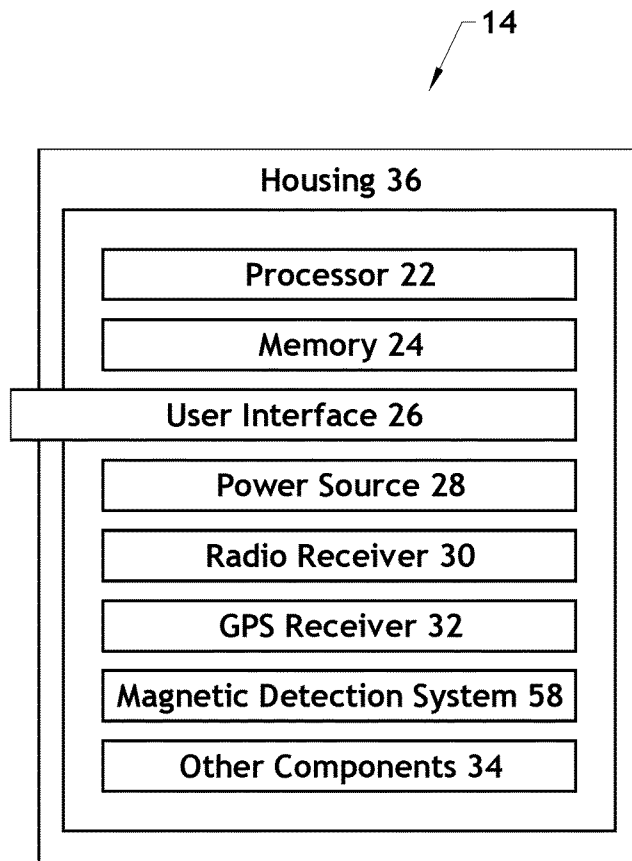 14
Housing 36
Processor 22
Memory 24
User Interface 26
Power Source 28
Radio Receiver 30
GPS Receiver 32
Magnetic Detection System 58
Other Components 34